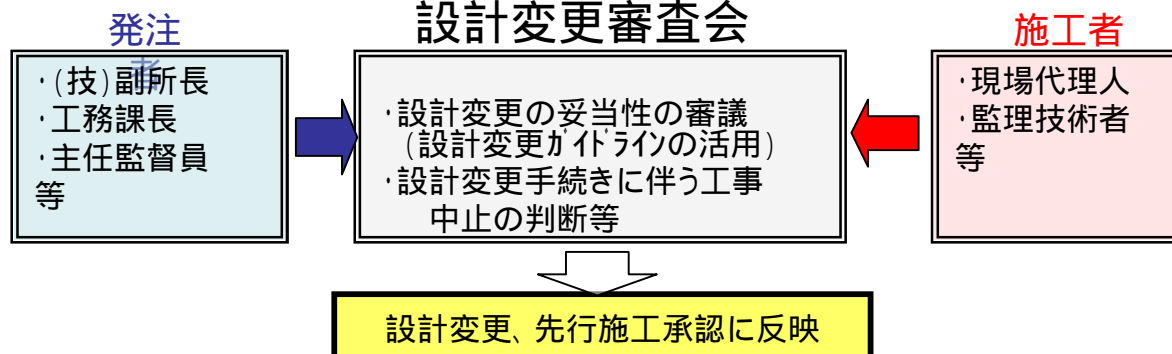 設計変更審査会
発注者
・(技)副所長
・工務課長
・主任監督員
等
・設計変更の妥当性の審議
(設計変更ガイドラインの活用)
・設計変更手続きに伴う工事
中止の判断等
施工者
・現場代理人
・監理技術者
等
設計変更、先行施工承認に反映